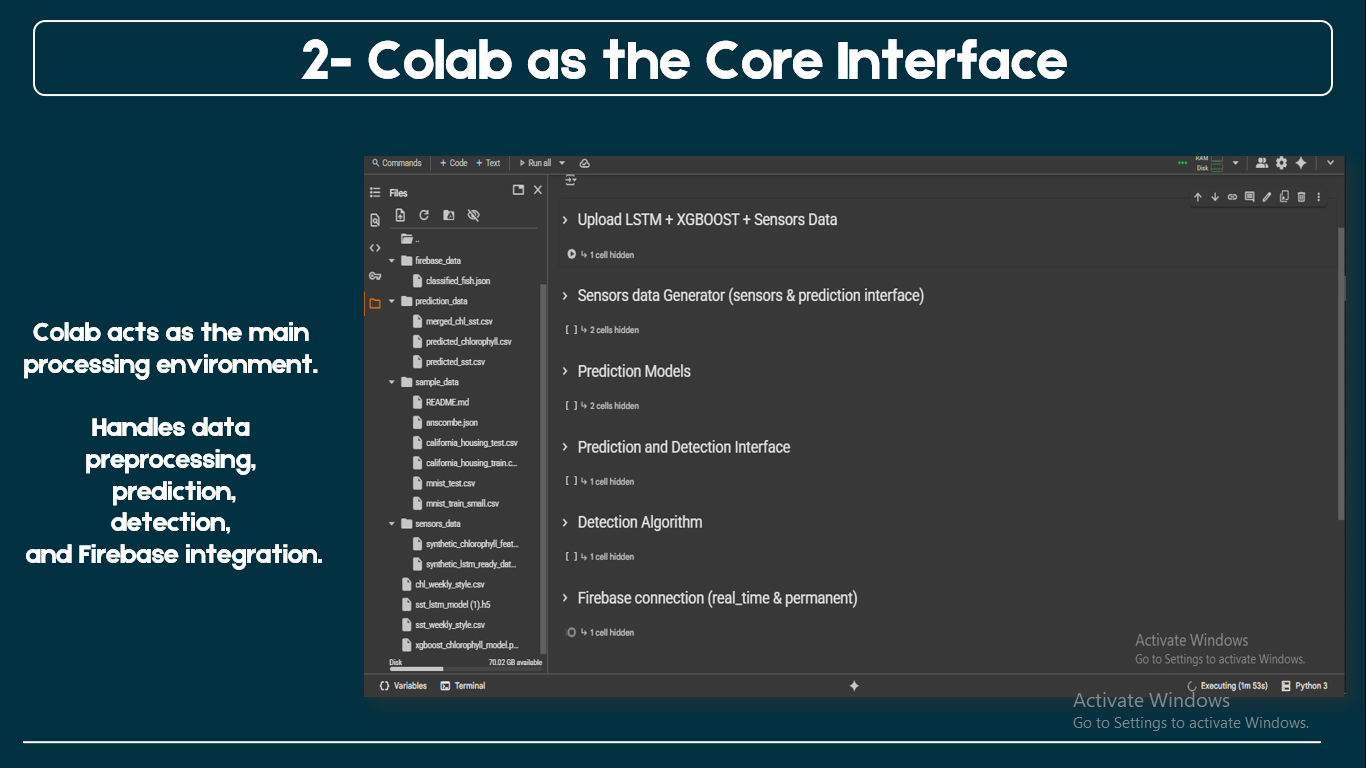 2- Colab as the Core Interface
Colab acts as the main
processing environment.
Handles data
preprocessing,
prediction,
detection,
and Firebase integration.
Commands + Code + Text Run all
RAM
Disk
Files
..
firebase_data
classified_fish.json
prediction_data
merged_chl_sst.csv
predicted_chlorophyll.csv
predicted_sst.csv
sample_data
README.md
anscombe.json
california_housing_test.csv
california_housing_train.c...
mnist_test.csv
mnist_train_small.csv
sensors_data
synthetic_chlorophyll_feat...
synthetic_lstm_ready_dat...
chl_weekly_style.csv
sst_lstm_model (1).h5
sst_weekly_style.csv
xgboost_chlorophyll_model.p...
Disk 70.02 GB available
Upload LSTM + XGBOOST + Sensors Data
1 cell hidden
Sensors data Generator (sensors & prediction interface)
[ ] ↳ 2 cells hidden
Prediction Models
[ ] ↳ 2 cells hidden
Prediction and Detection Interface
[ ] ↳ 1 cell hidden
Detection Algorithm
[ ] ↳ 1 cell hidden
Firebase connection (real_time & permanent)
↳ 1 cell hidden
Activate Windows
Go to Settings to activate Windows.
Variables Terminal
Executing (1m 53s) Python 3
Activate Windows
Go to Settings to activate Windows.